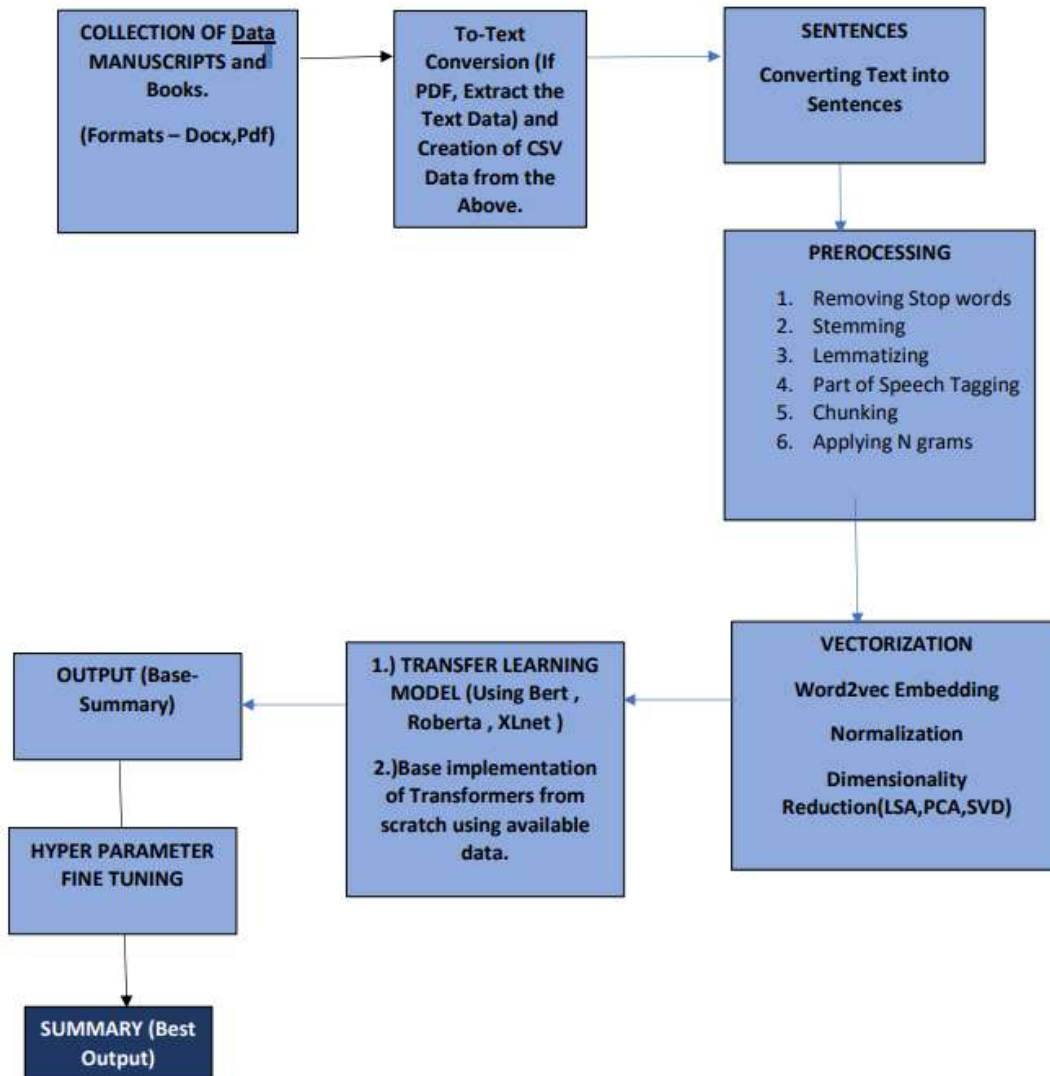 COLLECTION OF Data
MANUSCRIPTS and
Books.
(Formats – Docx,Pdf)
To-Text
Conversion (If
PDF, Extract the
Text Data) and
Creation of CSV
Data from the
Above.
SENTENCES
Converting Text into
Sentences
PREROCESSING
1. Removing Stop words
2. Stemming
3. Lemmatizing
4. Part of Speech Tagging
5. Chunking
6. Applying N grams
VECTORIZATION
Word2vec Embedding
Normalization
Dimensionality
Reduction(LSA,PCA,SVD)
1.) TRANSFER LEARNING
MODEL (Using Bert ,
Roberta , XLnet )
2.)Base implementation
of Transformers from
scratch using available
data.
OUTPUT (Base-
Summary)
HYPER PARAMETER
FINE TUNING
SUMMARY (Best
Output)